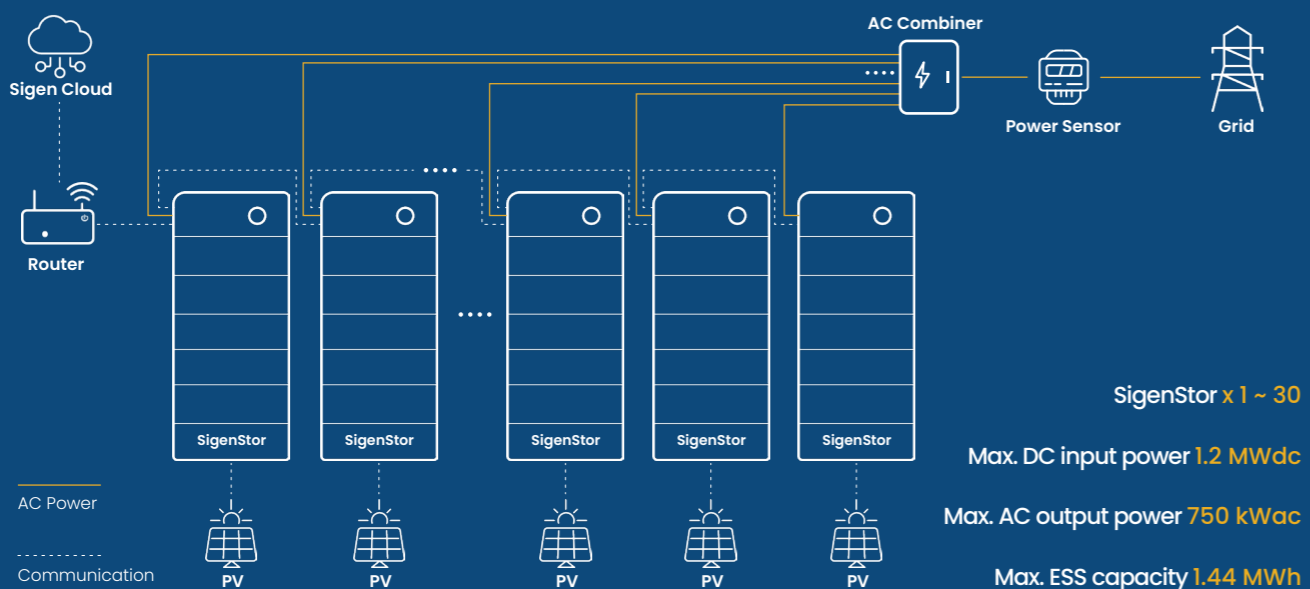 AC Combiner
Sigen Cloud
Power Sensor
Grid
Router
SigenStor
SigenStor
SigenStor
SigenStor
SigenStor
SigenStor x 1 ~ 30
Max. DC input power 1.2 MWdc
AC Power
Max. AC output power 750 kWac
Communication
PV
PV
PV
PV
PV
Max. ESS capacity 1.44 MWh